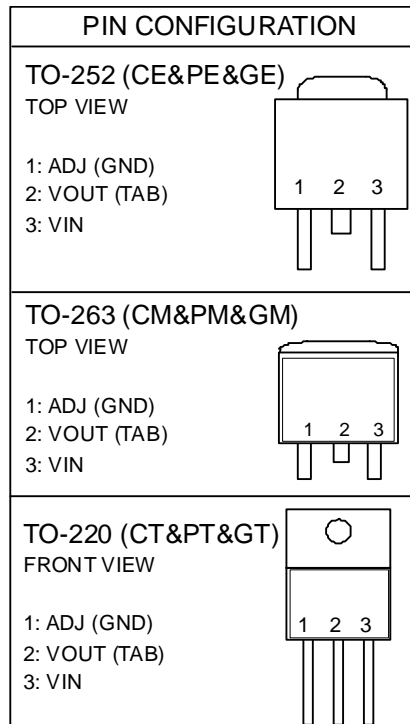 PIN CONFIGURATION
TO-252 (CE&PE&GE)
TOP VIEW
1: ADJ (GND)
2: VOUT (TAB)
3: VIN
1 2 3
TO-263 (CM&PM&GM)
TOP VIEW
1: ADJ (GND)
2: VOUT (TAB)
3: VIN
1 2 3
TO-220 (CT&PT&GT)
FRONT VIEW
1: ADJ (GND)
2: VOUT (TAB)
3: VIN
1 2 3